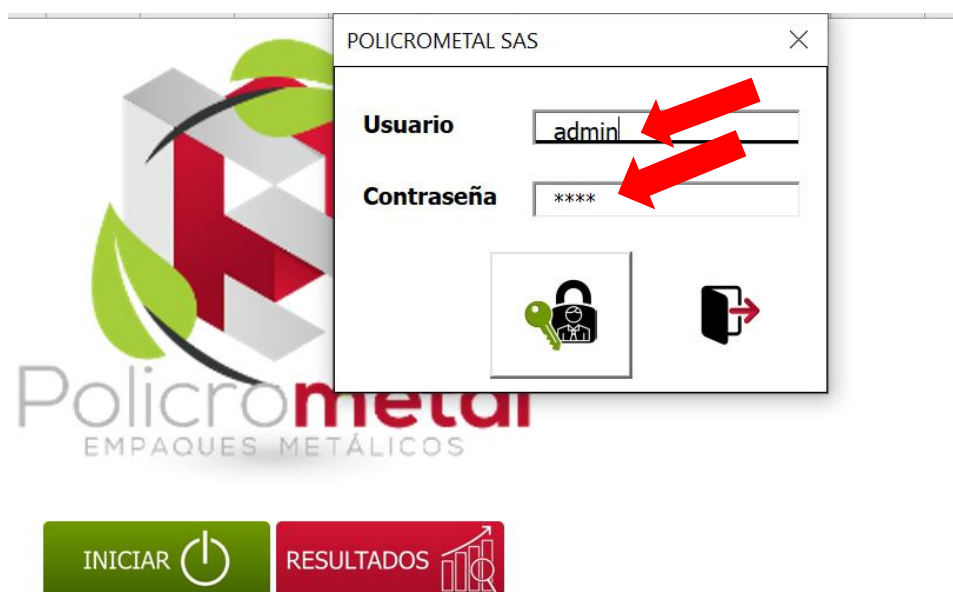 POLICROMETAL SAS
Usuario admin
Contraseña ****
Policrometal
EMPAQUES METÁLICOS
INICIAR RESULTADOS